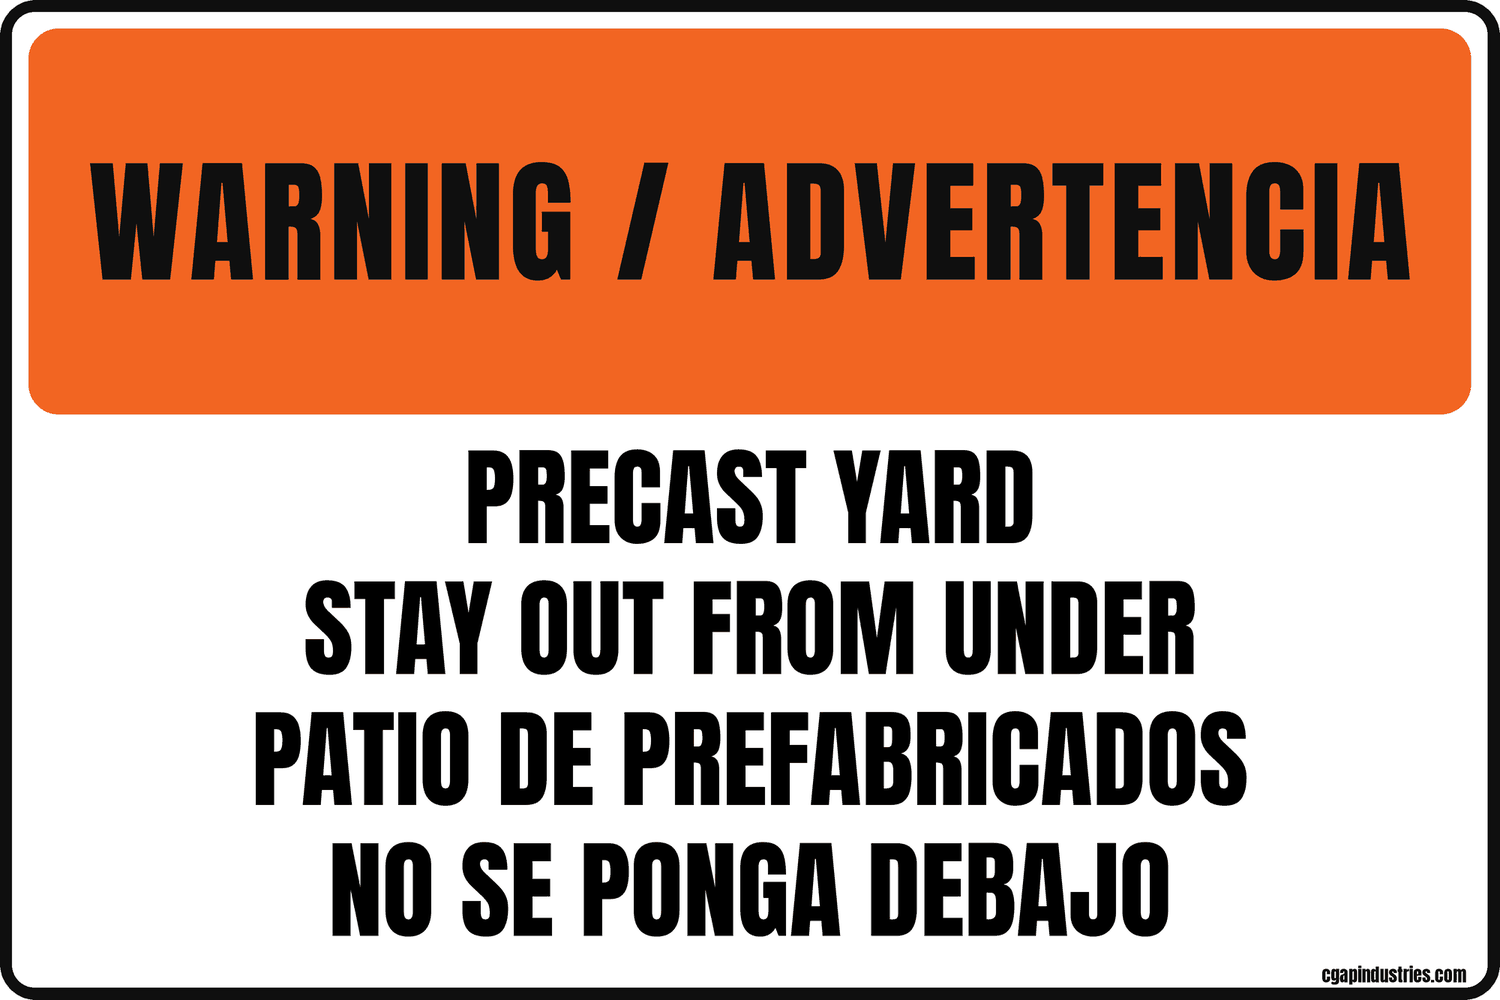 WARNING / ADVERTENCIA
PRECAST YARD
STAY OUT FROM UNDER
PATIO DE PREFABRICADOS
NO SE PONGA DEBAJO
cgapindustries.com